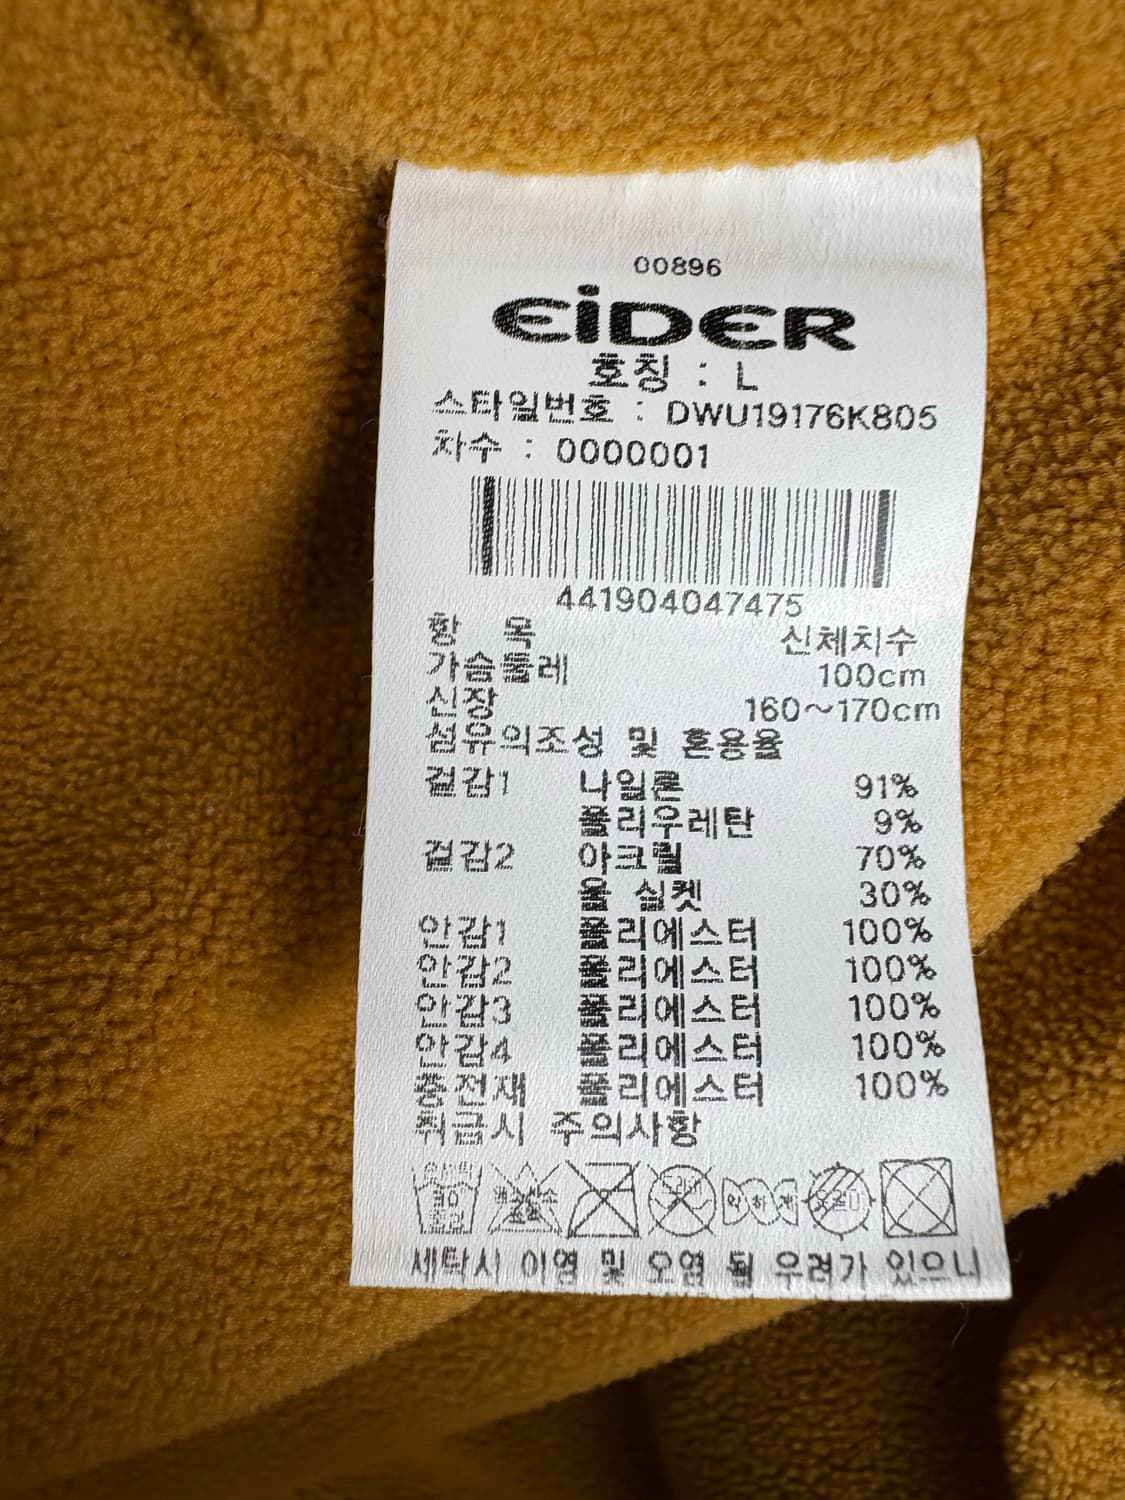 00896
EiDER
호칭 : L
스타일번호 : DWU19176K805
차수 : 0000001
441904047475
항 목 신체치수
가슴둘레 100cm
신장 160~170cm
섬유의조성 및 혼용율
겉감1 나일론 91%
폴리우레탄 9%
겉감2 아크릴 70%
울 실켓 30%
안감1 폴리에스터 100%
안감2 폴리에스터 100%
안감3 폴리에스터 100%
안감4 폴리에스터 100%
충전재 폴리에스터 100%
취급시 주의사항
약하게
세탁시 이염 및 오염 될 우려가 있으니